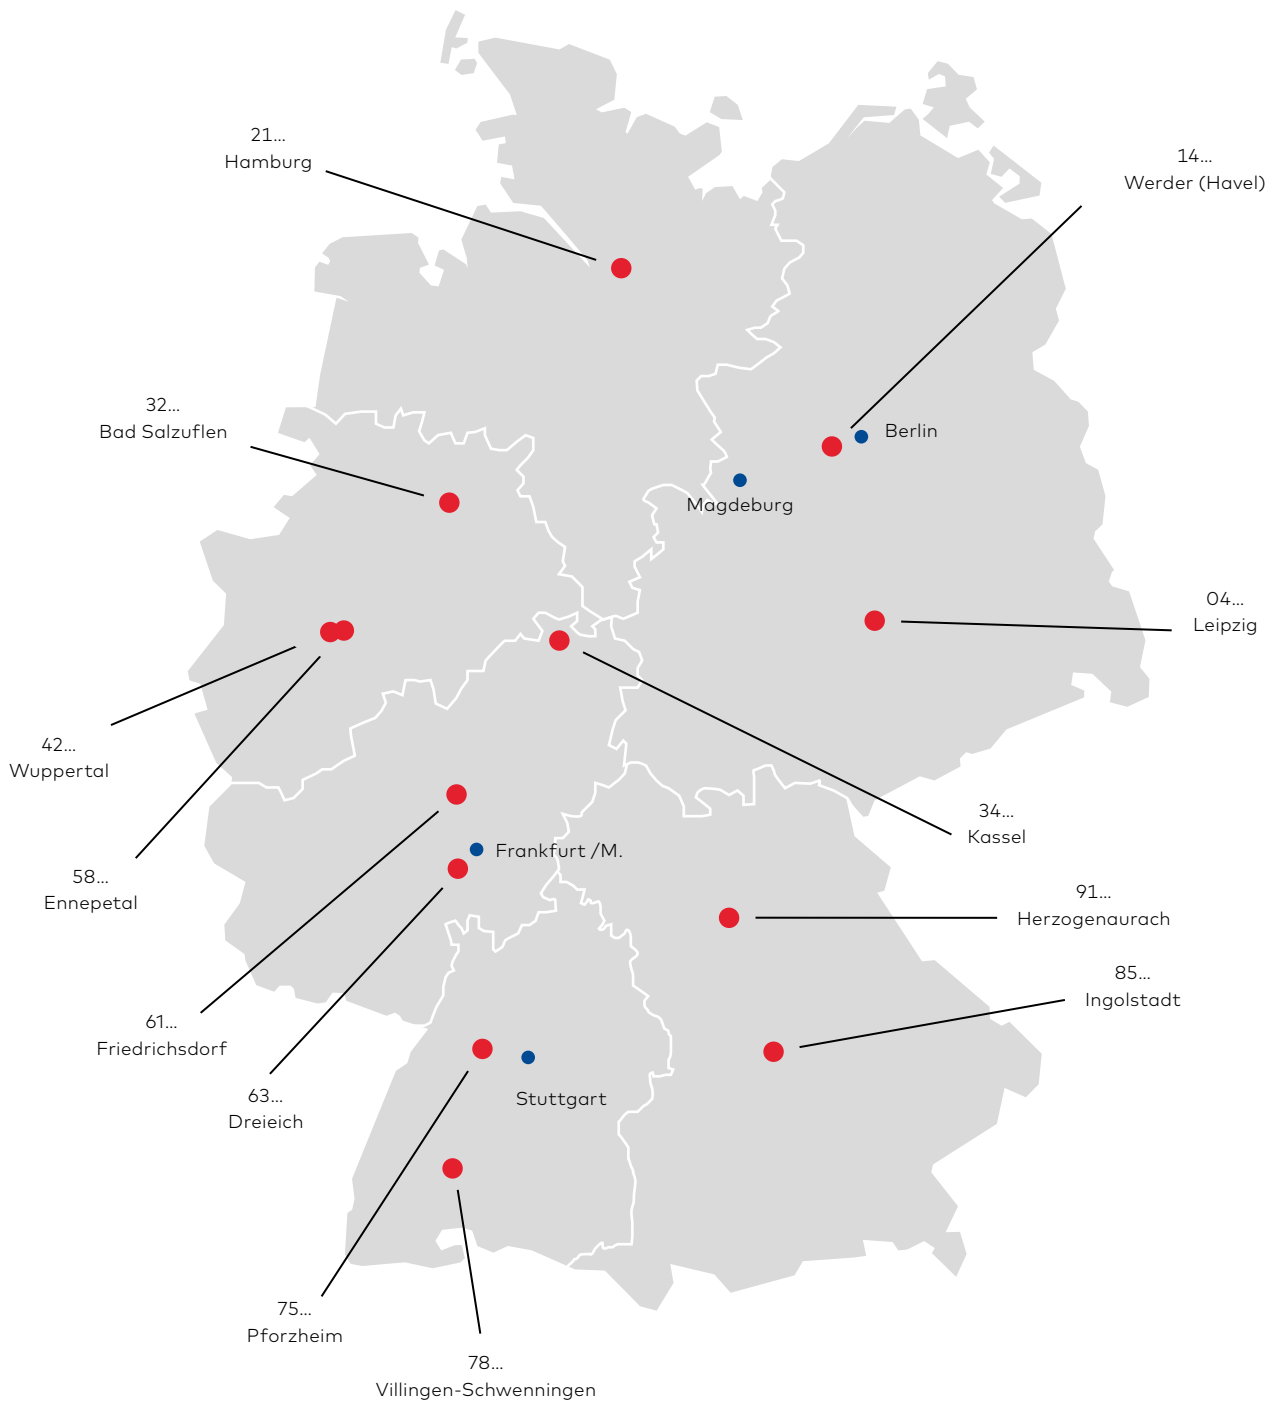 21...
Hamburg
14...
Werder (Havel)
32...
Bad Salzuflen
Berlin
Magdeburg
04...
Leipzig
42...
Wuppertal
34...
Kassel
58...
Ennepetal
Frankfurt /M.
91...
Herzogenaurach
85...
Ingolstadt
61...
Friedrichsdorf
63...
Dreieich
Stuttgart
75...
Pforzheim
78...
Villingen-Schwenningen